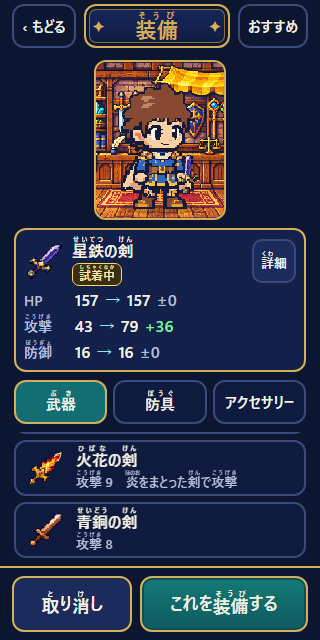 ‹ もどる
装備
そうび
おすすめ
星鉄の剣
せいてつ けん
試着中
しちゃくちゅう
詳細
くわ
HP 157 → 157 ±0
攻撃 43 → 79 +36
こうげき
防御 16 → 16 ±0
ぼうぎょ
武器
ぶき
防具
ぼうぐ
アクセサリー
火花の剣
ひばな けん
攻撃 9 炎をまとった剣で攻撃
こうげき ほのお けん こうげき
青銅の剣
せいどう けん
攻撃 8
こうげき
取り消し
と け
これを装備する
そうび